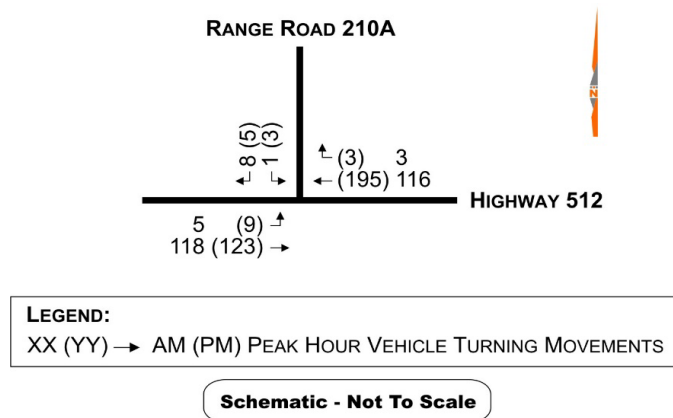 RANGE ROAD 210A
N
8 (5)
1 (3)
(3) 3
(195) 116
HIGHWAY 512
5 (9)
118 (123)
LEGEND:
XX (YY) → AM (PM) PEAK HOUR VEHICLE TURNING MOVEMENTS
Schematic - Not To Scale